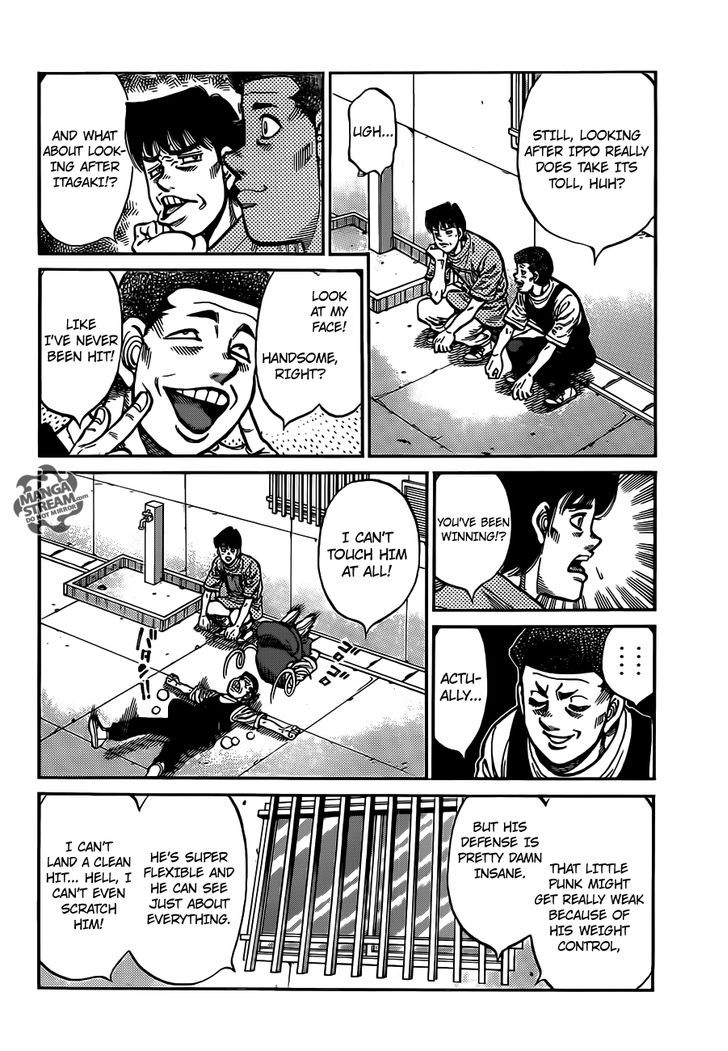 STILL, LOOKING
AFTER IPPO REALLY
DOES TAKE ITS
TOLL, HUH?
UGH...
AND WHAT
ABOUT LOOK-
ING AFTER
ITAGAKI!?
LOOK
AT MY
FACE!
HANDSOME,
RIGHT?
LIKE
I'VE NEVER
BEEN HIT!
YOU'VE BEEN
WINNING!?
ACTU-
ALLY...
I CAN'T
TOUCH HIM
AT ALL!
THAT LITTLE
PUNK MIGHT
GET REALLY WEAK
BECAUSE OF
HIS WEIGHT
CONTROL,
BUT HIS
DEFENSE IS
PRETTY DAMN
INSANE.
HE'S SUPER
FLEXIBLE AND
HE CAN SEE
JUST ABOUT
EVERYTHING.
I CAN'T
LAND A CLEAN
HIT... HELL, I
CAN'T EVEN
SCRATCH
HIM!
MANGA
STREAM.com
DO NOT MIRROR!